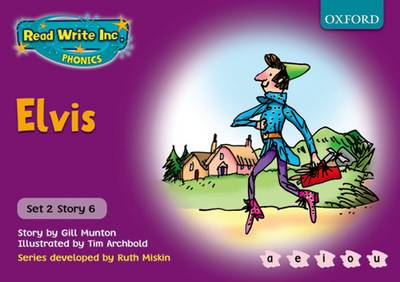 Read Write Inc.
PHONICS
OXFORD
Elvis
Set 2 Story 6
Story by Gill Munton
Illustrated by Tim Archbold
Series developed by Ruth Miskin
a e i o u